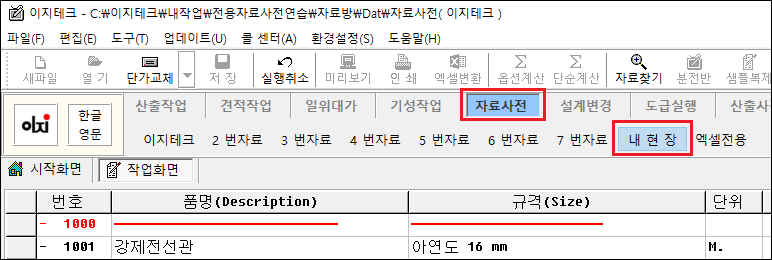 이지테크 - C:\이지테크\내작업\전용자료사전연습\자료방\Dat\자료사전( 이지테크 )
파일(F) 편집(E) 도구(T) 업데이트(U) 콜 센터(A) 환경설정(S) 도움말(H)
새파일 열 기 단가교체 저 장 실행취소 미리보기 인 쇄 엑셀변환 옵션계산 단순계산 자료찾기 분전반 샘플복제
산출작업 견적작업 일위대가 기성작업 자료사전 설계변경 도급실행 산출사
이지 한글
영문
이지테크 2 번자료 3 번자료 4 번자료 5 번자료 6 번자료 7 번자료 내 현 장 엑셀전용
시작화면 작업화면
번호 품명(Description) 규격(Size) 단위
- 1000
- 1001 강제전선관 아연도 16 mm M.